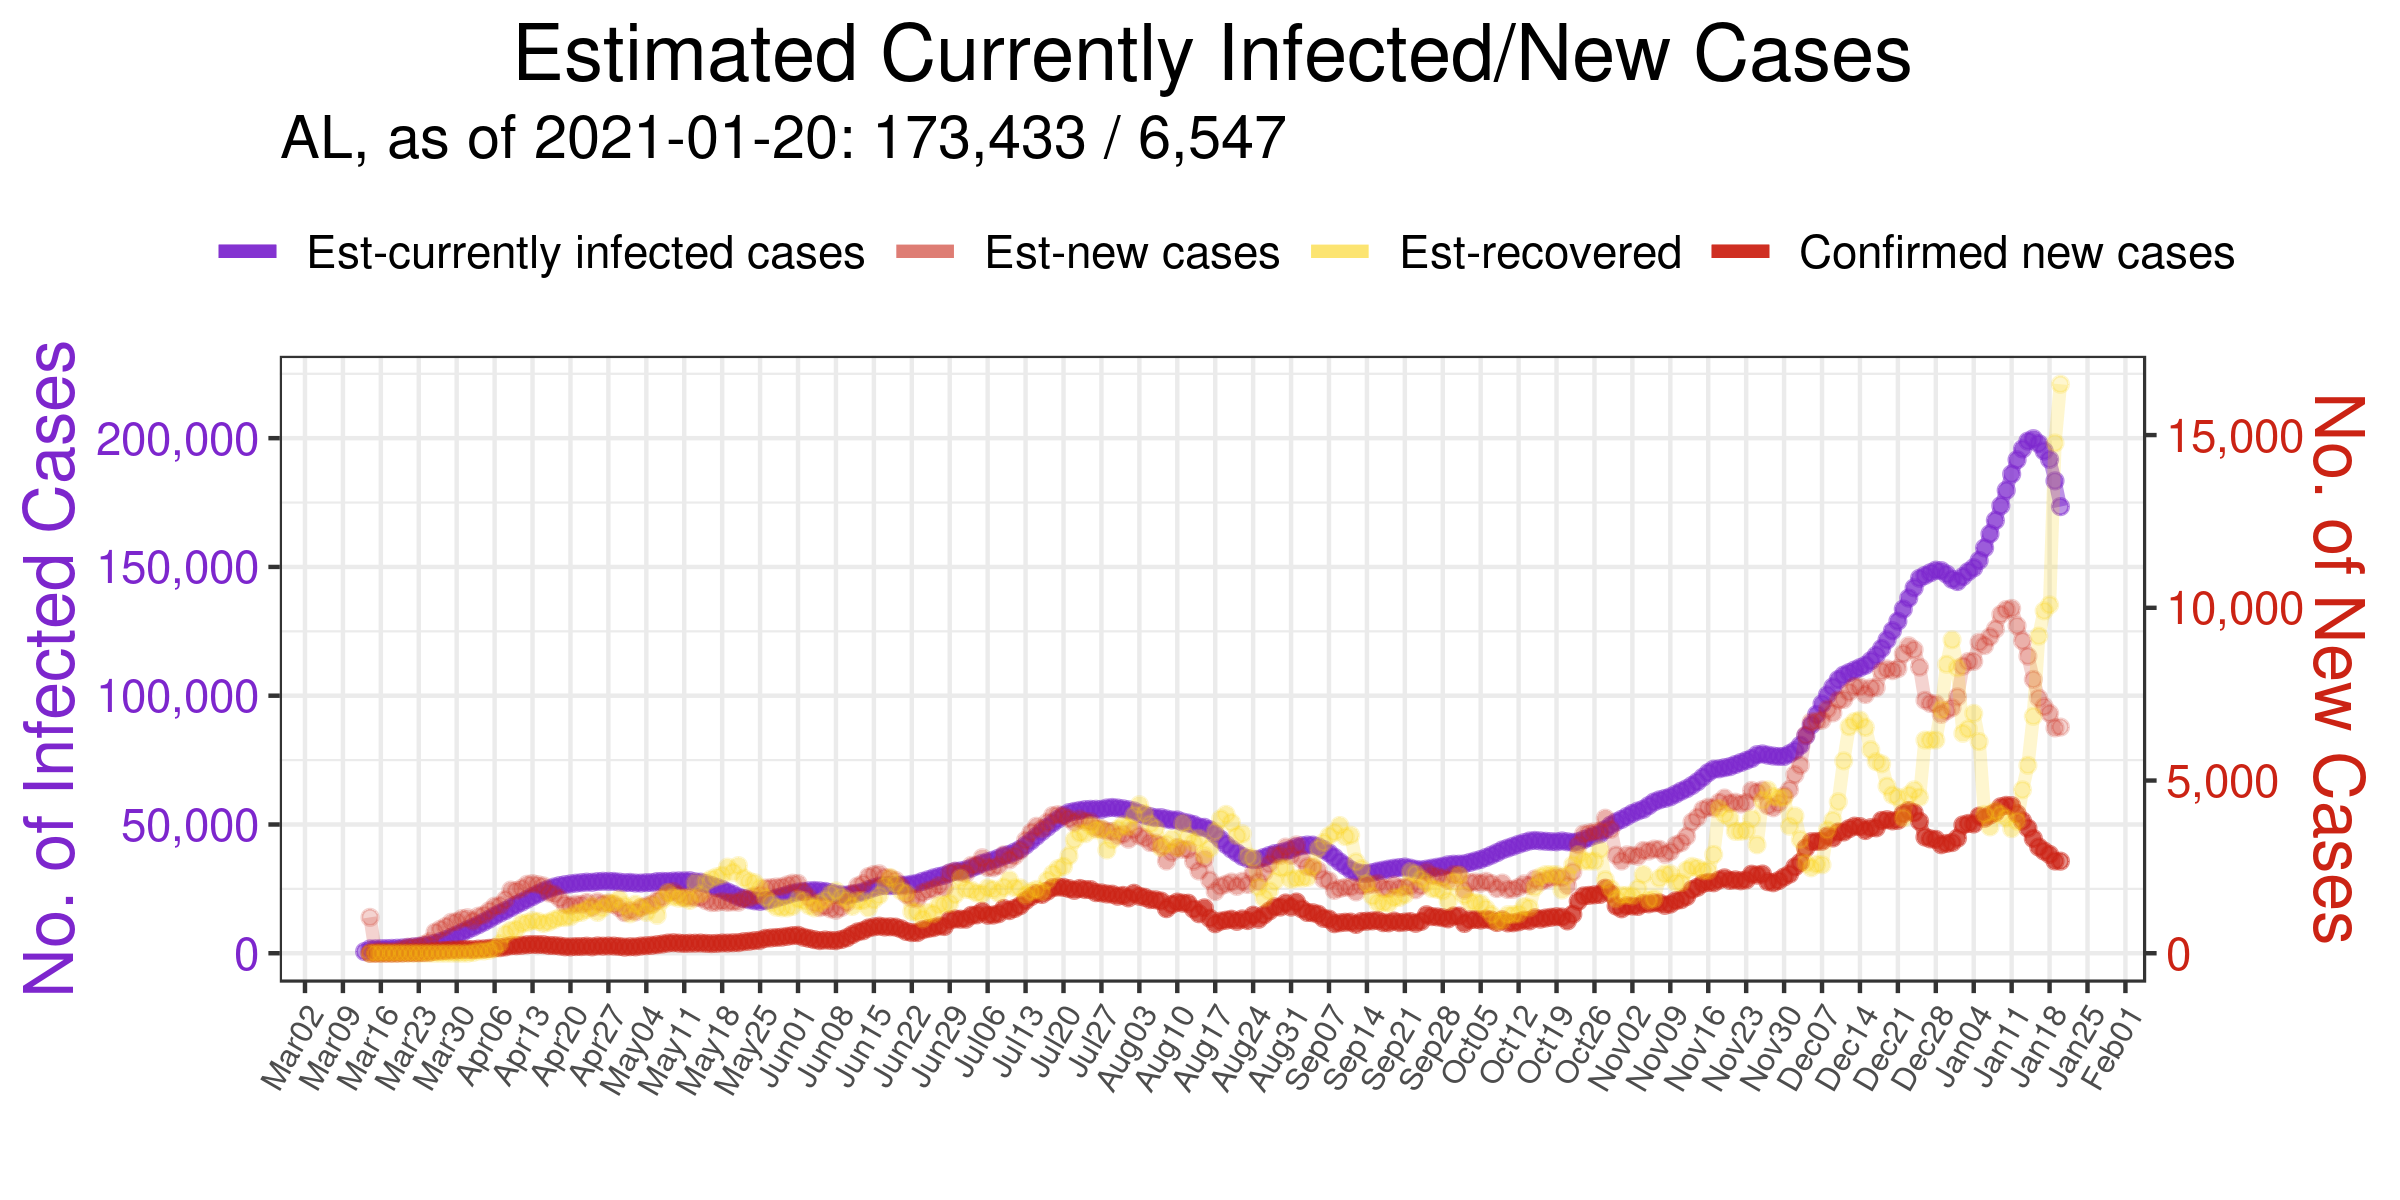 Estimated Currently Infected/New Cases
AL, as of 2021-01-20: 173,433 / 6,547
Est-currently infected cases Est-new cases Est-recovered Confirmed new cases
No. of Infected Cases
200,000
150,000
100,000
50,000
0
15,000
10,000
5,000
0
No. of New Cases
Mar02 Mar09 Mar16 Mar23 Mar30 Apr06 Apr13 Apr20 Apr27 May04 May11 May18 May25 Jun01 Jun08 Jun15 Jun22 Jun29 Jul06 Jul13 Jul20 Jul27 Aug03 Aug10 Aug17 Aug24 Aug31 Sep07 Sep14 Sep21 Sep28 Oct05 Oct12 Oct19 Oct26 Nov02 Nov09 Nov16 Nov23 Nov30 Dec07 Dec14 Dec21 Dec28 Jan04 Jan11 Jan18 Jan25 Feb01